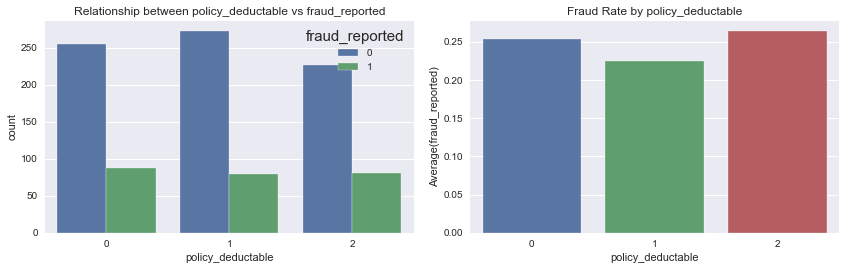 Relationship between policy_deductable vs fraud_reported
fraud_reported
0
1
250
200
150
100
50
0
count
0 1 2
policy_deductable
Fraud Rate by policy_deductable
0.25
0.20
0.15
0.10
0.05
0.00
Average(fraud_reported)
0 1 2
policy_deductable